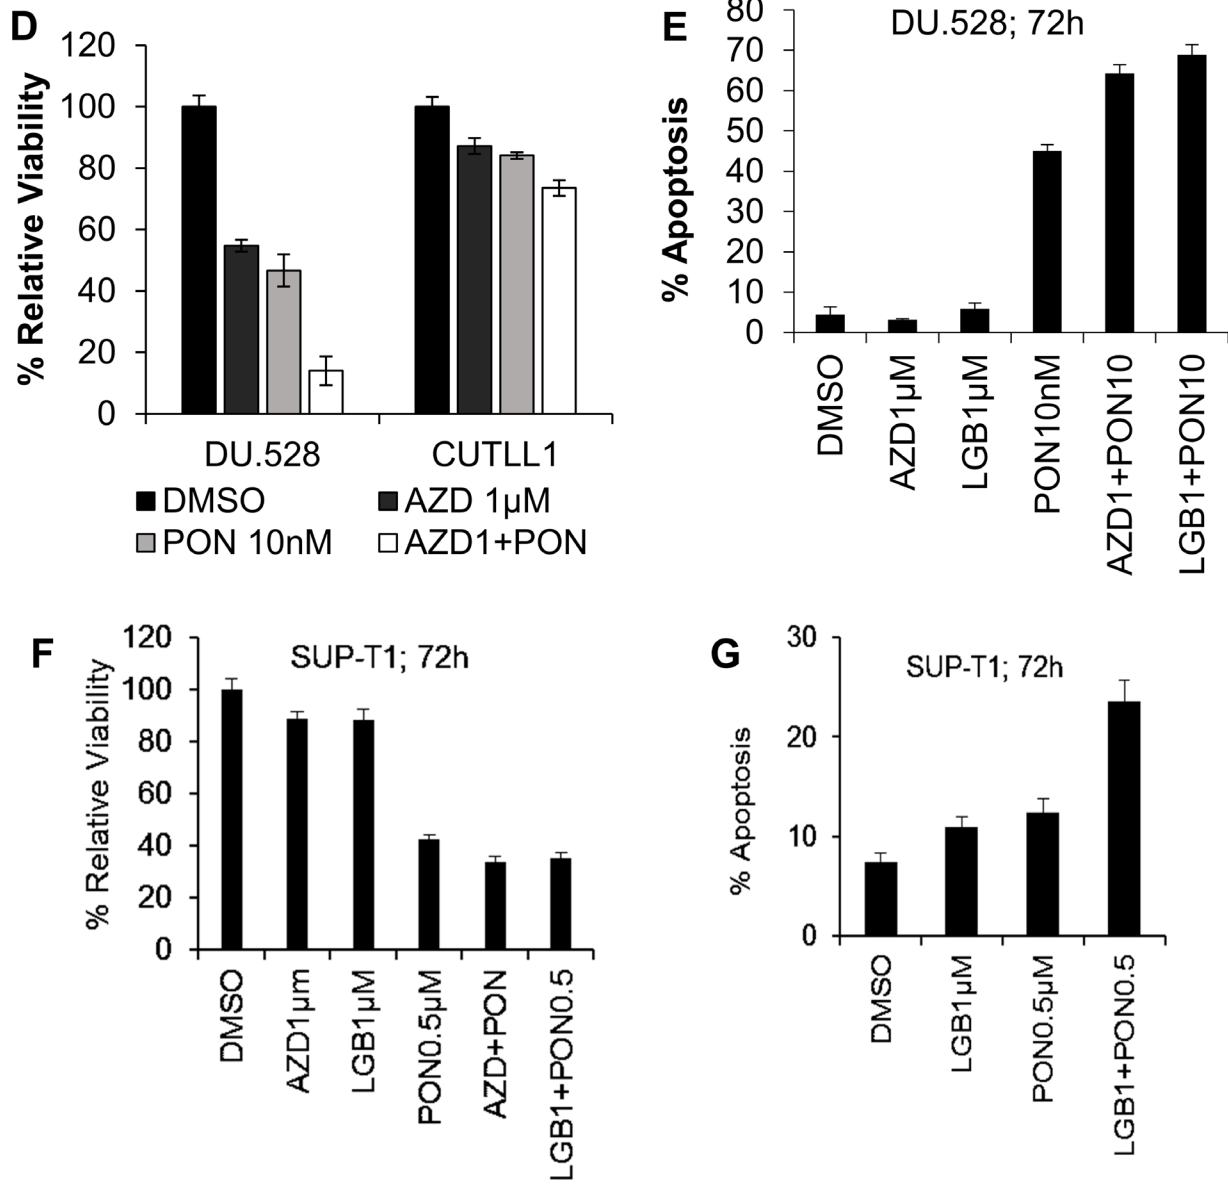 D
% Relative Viability
120
100
80
60
40
20
0
DU.528
CUTLL1
DMSO
AZD 1µM
PON 10nM
AZD1+PON
E
DU.528; 72h
% Apoptosis
80
70
60
50
40
30
20
10
0
DMSO
AZD1µM
LGB1µM
PON10nM
AZD1+PON10
LGB1+PON10
F
SUP-T1; 72h
% Relative Viability
120
100
80
60
40
20
0
DMSO
AZD1µm
LGB1µM
PON0.5µM
AZD+PON
LGB1+PON0.5
G
SUP-T1; 72h
% Apoptosis
30
20
10
0
DMSO
LGB1µM
PON0.5µM
LGB1+PON0.5